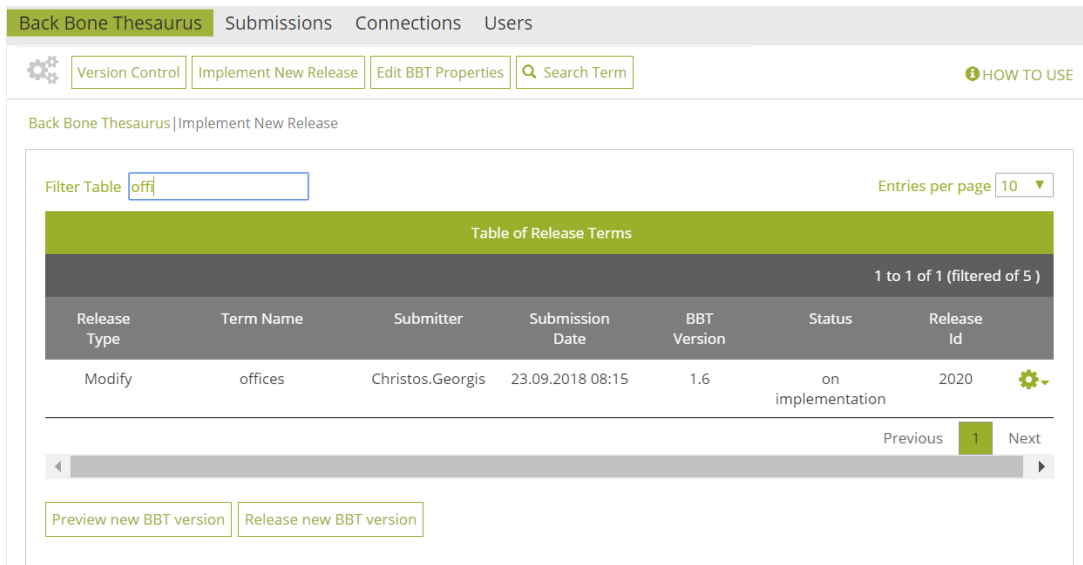 Back Bone Thesaurus Submissions Connections Users
Version Control Implement New Release Edit BBT Properties Search Term HOW TO USE
Back Bone Thesaurus|Implement New Release
Filter Table offi Entries per page 10
Table of Release Terms
1 to 1 of 1 (filtered of 5 )
Release Type Term Name Submitter Submission Date BBT Version Status Release Id
Modify offices Christos.Georgis 23.09.2018 08:15 1.6 on implementation 2020
Previous 1 Next
Preview new BBT version Release new BBT version